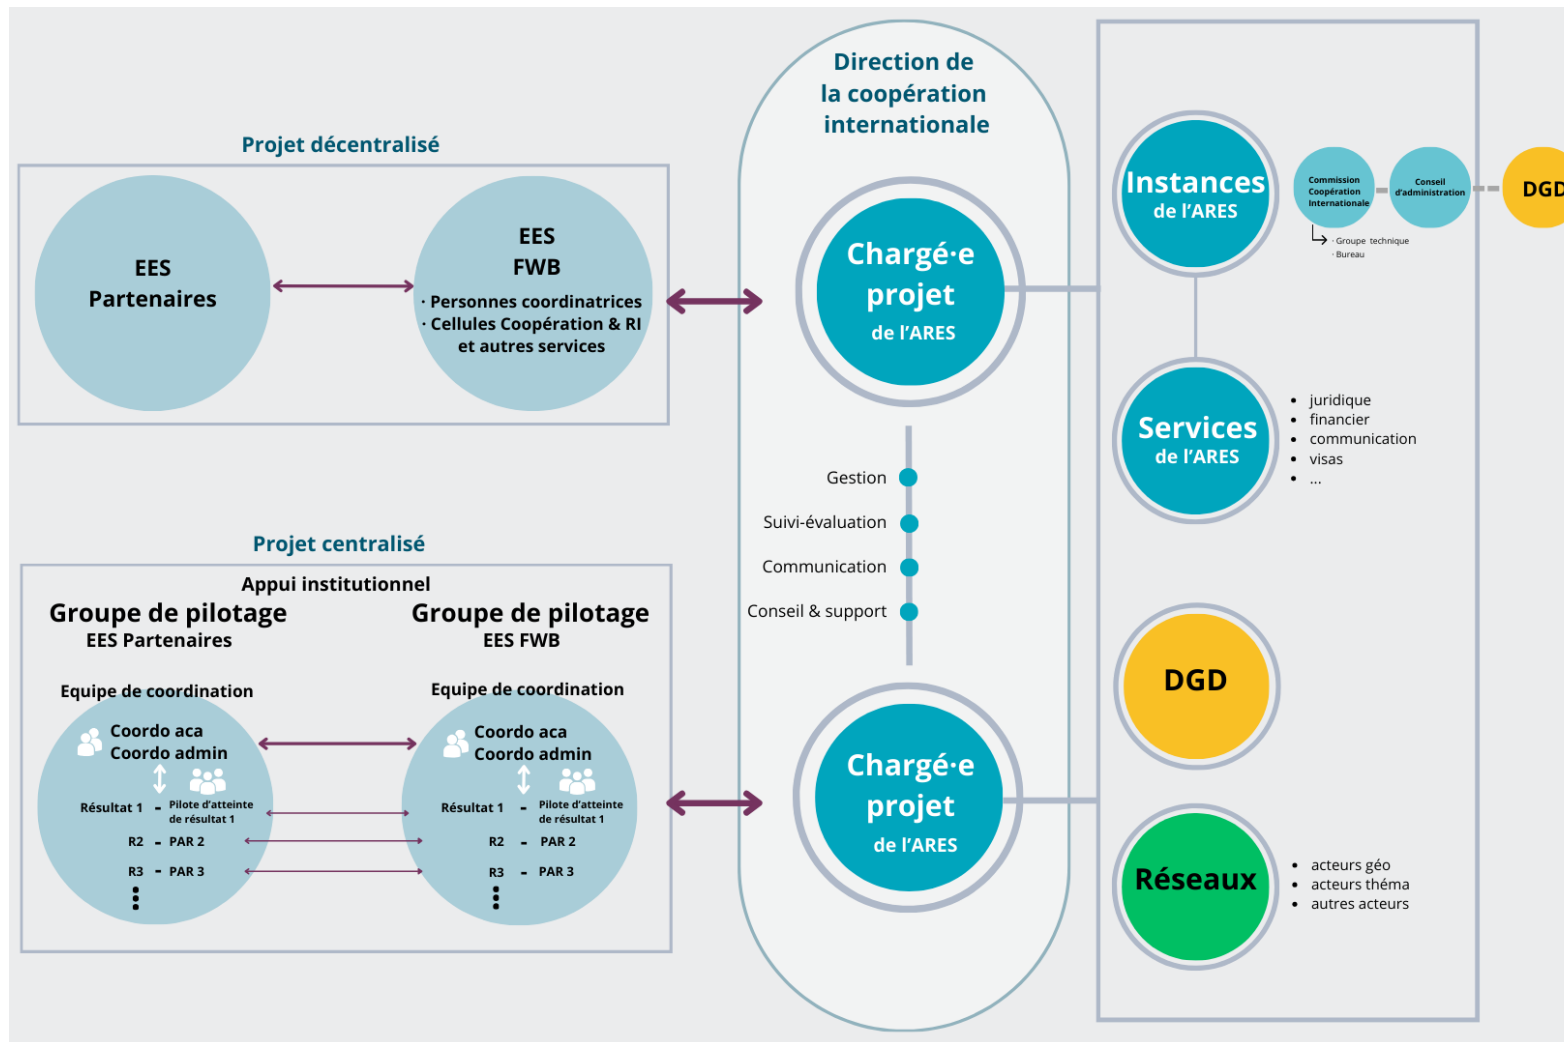 Projet décentralisé
EES
Partenaires
EES
FWB
· Personnes coordinatrices
· Cellules Coopération & RI
et autres services
Projet centralisé
Appui institutionnel
Groupe de pilotage
EES Partenaires
Equipe de coordination
Coordo aca
Coordo admin
Résultat 1 - Pilote d’atteinte
de résultat 1
R2 - PAR 2
R3 - PAR 3
Groupe de pilotage
EES FWB
Equipe de coordination
Coordo aca
Coordo admin
Résultat 1 - Pilote d’atteinte
de résultat 1
R2 - PAR 2
R3 - PAR 3
Direction de
la coopération
internationale
Chargé·e
projet
de l’ARES
Gestion
Suivi-évaluation
Communication
Conseil & support
Chargé·e
projet
de l’ARES
Instances
de l’ARES
Commission
Coopération
Internationale
· Groupe technique
· Bureau
Conseil
d’administration
DGD
Services
de l’ARES
• juridique
• financier
• communication
• visas
• ...
DGD
Réseaux
• acteurs géo
• acteurs théma
• autres acteurs